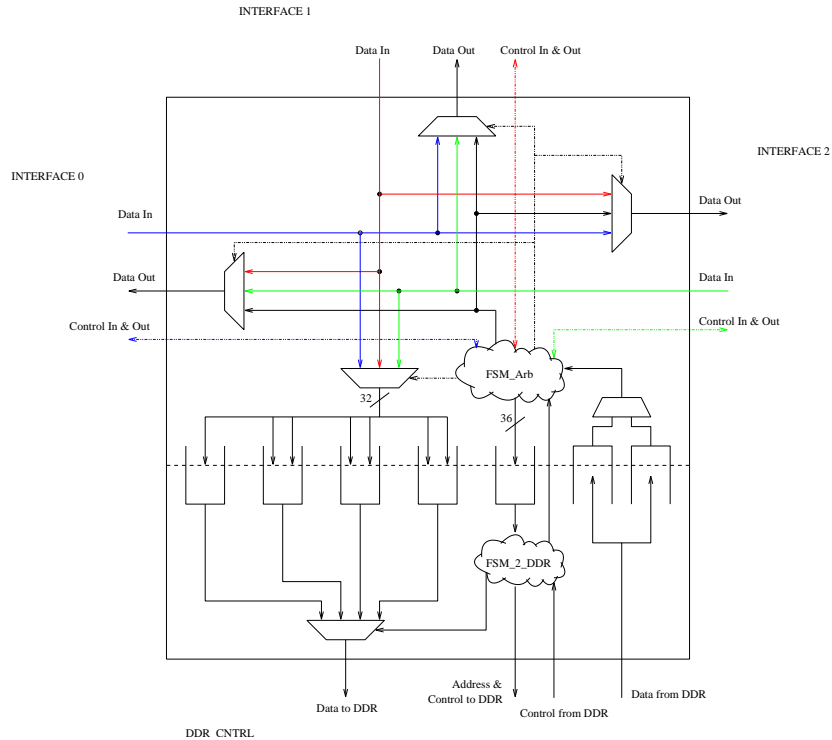 INTERFACE 1
Data In
Data Out
Control In & Out
INTERFACE 2
INTERFACE 0
Data Out
Data In
Data Out
Data In
Control In & Out
Control In & Out
FSM_Arb
32
36
FSM_2_DDR
Address &
Control to DDR
Data from DDR
Data to DDR
Control from DDR
DDR_CNTRL